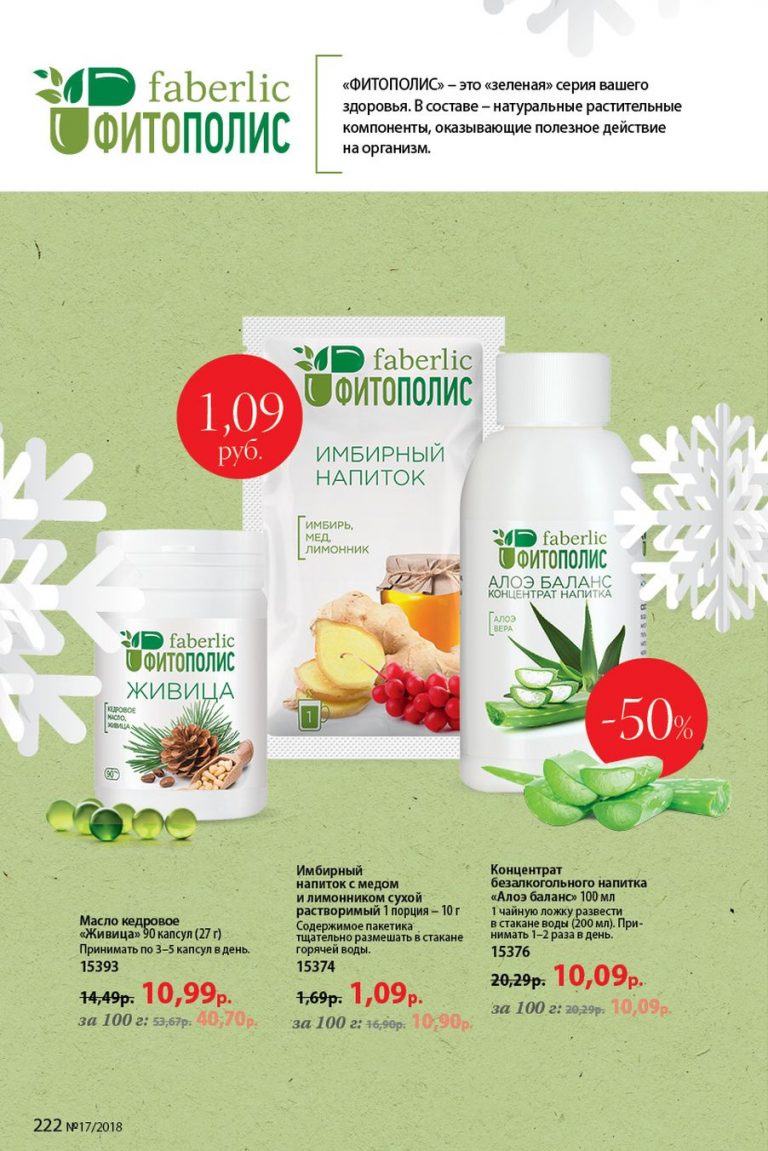 faberlic
ФИТОПОЛИС
«ФИТОПОЛИС» – это «зеленая» серия вашего
здоровья. В составе – натуральные растительные
компоненты, оказывающие полезное действие
на организм.
1,09
руб.
faberlic
ФИТОПОЛИС
ИМБИРНЫЙ
НАПИТОК
ИМБИРЬ,
МЕД,
ЛИМОННИК
1
faberlic
ФИТОПОЛИС
АЛОЭ БАЛАНС
КОНЦЕНТРАТ НАПИТКА
АЛОЭ
ВЕРА
-50%
faberlic
ФИТОПОЛИС
ЖИВИЦА
КЕДРОВОЕ
МАСЛО,
ЖИВИЦА
90
Масло кедровое
«Живица» 90 капсул (27 г)
Принимать по 3–5 капсул в день.
15393
14,49р. 10,99р.
за 100 г: 53,67р. 40,70р.
Имбирный
напиток с медом
и лимонником сухой
растворимый 1 порция – 10 г
Содержимое пакетика
тщательно размешать в стакане
горячей воды.
15374
1,69р. 1,09р.
за 100 г: 16,90р. 10,90р.
Концентрат
безалкогольного напитка
«Алоэ баланс» 100 мл
1 чайную ложку развести
в стакане воды (200 мл). При-
нимать 1–2 раза в день.
15376
20,29р. 10,09р.
за 100 г: 20,29р. 10,09р.
222 №17/2018